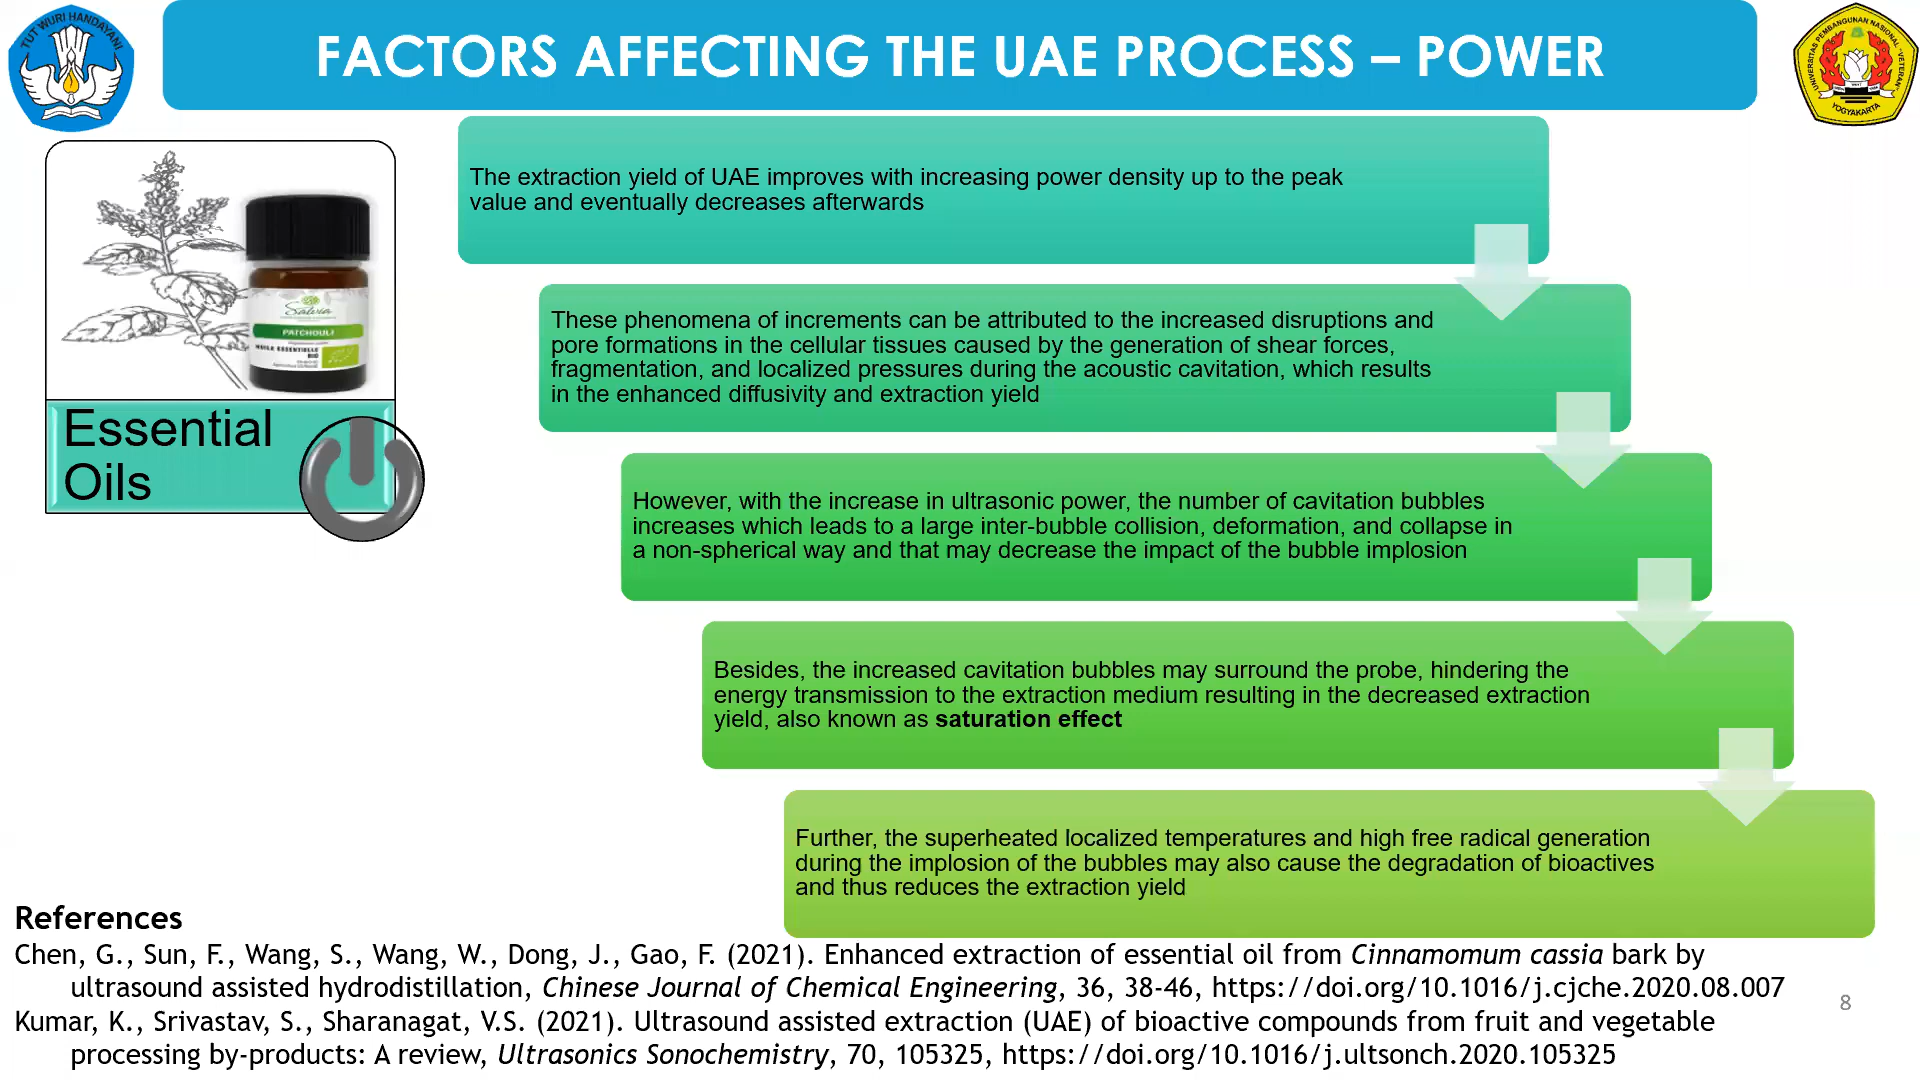 TUT WURI HANDAYANI
FACTORS AFFECTING THE UAE PROCESS – POWER
UNIVERSITAS PEMBANGUNAN NASIONAL "VETERAN"
YOGYAKARTA
Salvia
PATCHOULI
HUILE ESSENTIELLE
BIO
Essential
Oils
The extraction yield of UAE improves with increasing power density up to the peak
value and eventually decreases afterwards
These phenomena of increments can be attributed to the increased disruptions and
pore formations in the cellular tissues caused by the generation of shear forces,
fragmentation, and localized pressures during the acoustic cavitation, which results
in the enhanced diffusivity and extraction yield
However, with the increase in ultrasonic power, the number of cavitation bubbles
increases which leads to a large inter-bubble collision, deformation, and collapse in
a non-spherical way and that may decrease the impact of the bubble implosion
Besides, the increased cavitation bubbles may surround the probe, hindering the
energy transmission to the extraction medium resulting in the decreased extraction
yield, also known as saturation effect
Further, the superheated localized temperatures and high free radical generation
during the implosion of the bubbles may also cause the degradation of bioactives
and thus reduces the extraction yield
References
Chen, G., Sun, F., Wang, S., Wang, W., Dong, J., Gao, F. (2021). Enhanced extraction of essential oil from Cinnamomum cassia bark by
ultrasound assisted hydrodistillation, Chinese Journal of Chemical Engineering, 36, 38-46, https://doi.org/10.1016/j.cjche.2020.08.007
Kumar, K., Srivastav, S., Sharanagat, V.S. (2021). Ultrasound assisted extraction (UAE) of bioactive compounds from fruit and vegetable
processing by-products: A review, Ultrasonics Sonochemistry, 70, 105325, https://doi.org/10.1016/j.ultsonch.2020.105325
8